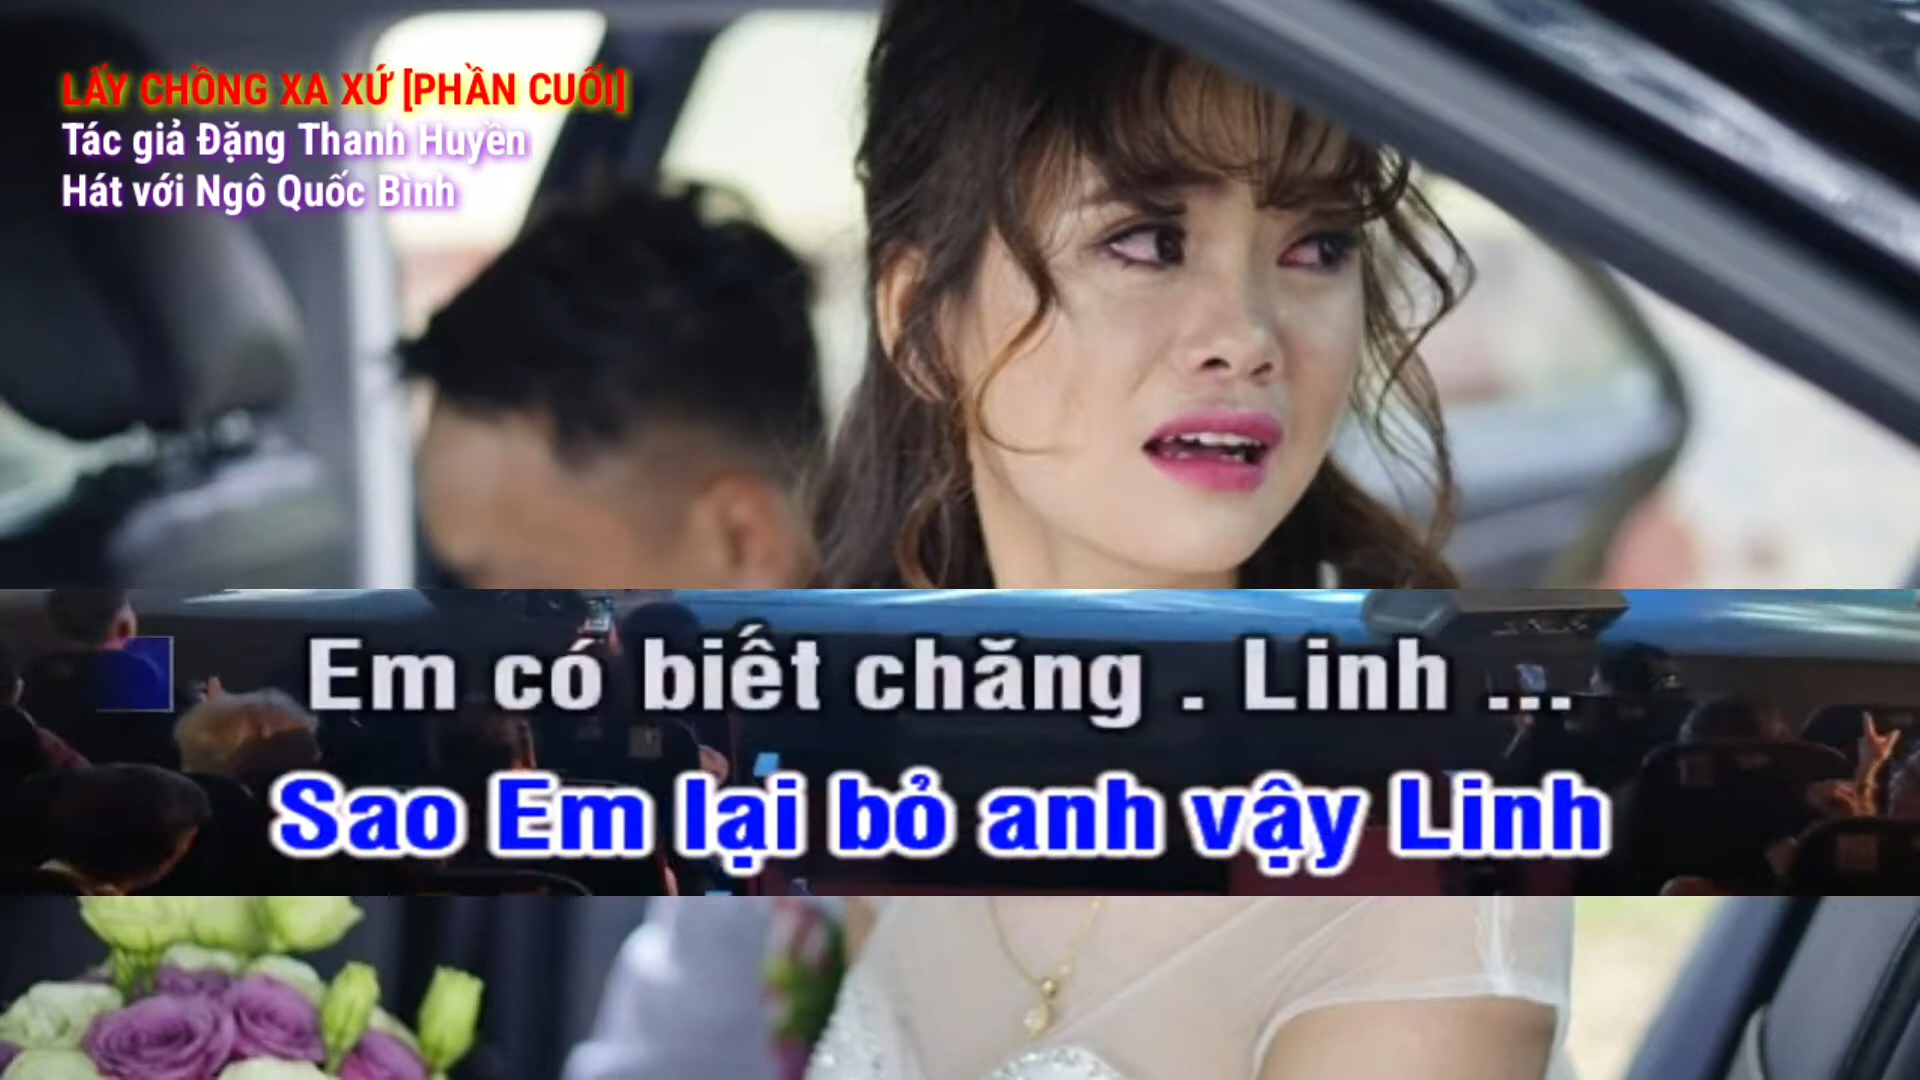 LẤY CHỒNG XA XỨ [PHẦN CUỐI]
Tác giả Đặng Thanh Huyền
Hát với Ngô Quốc Bình
Em có biết chăng . Linh ...
Sao Em lại bỏ anh vậy Linh